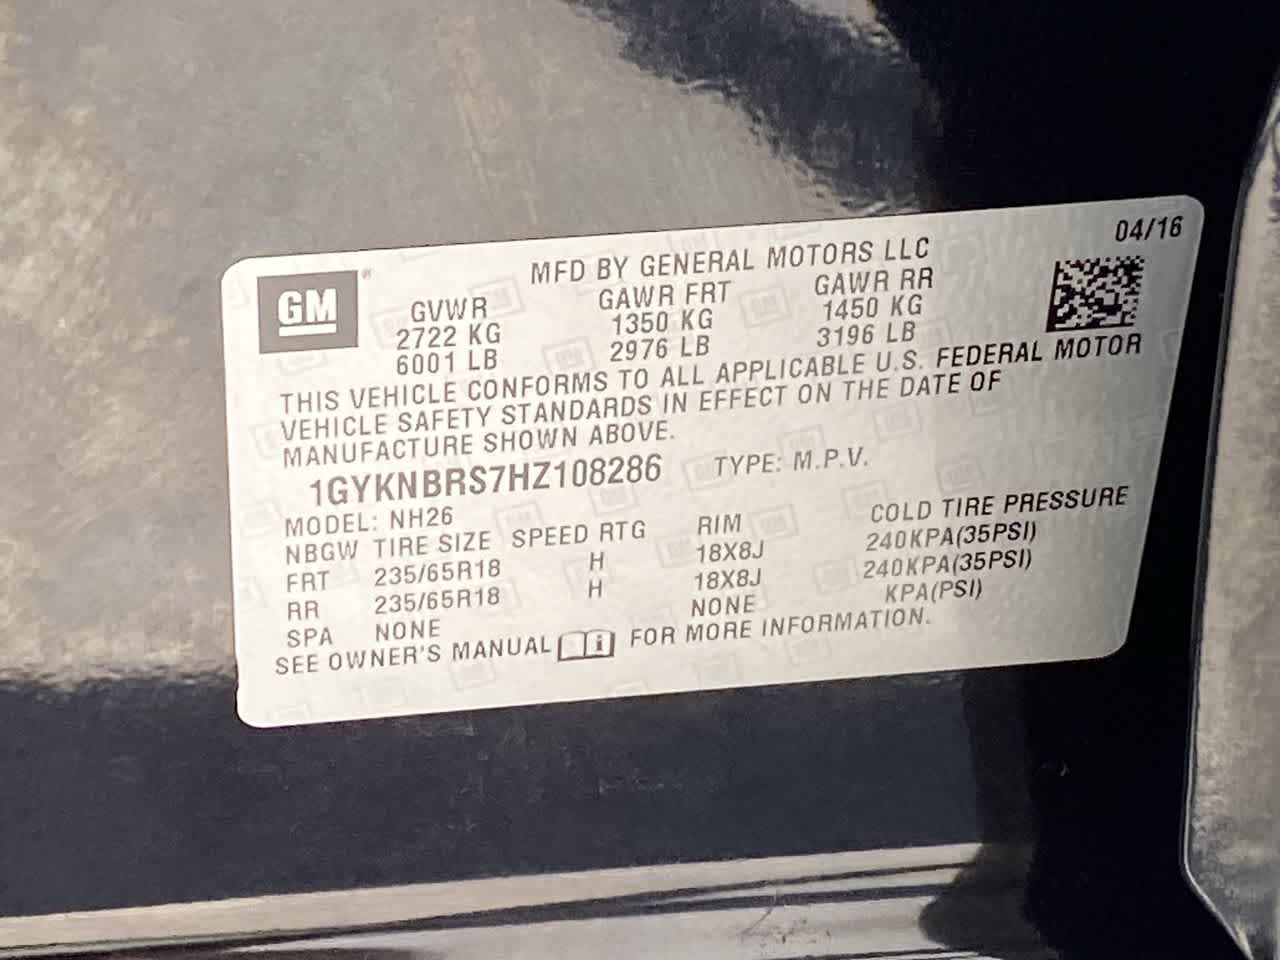 04/16
MFD BY GENERAL MOTORS LLC
GM ®
GVWR GAWR FRT GAWR RR
2722 KG 1350 KG 1450 KG
6001 LB 2976 LB 3196 LB
THIS VEHICLE CONFORMS TO ALL APPLICABLE U.S. FEDERAL MOTOR
VEHICLE SAFETY STANDARDS IN EFFECT ON THE DATE OF
MANUFACTURE SHOWN ABOVE.
1GYKNBRS7HZ108286 TYPE: M.P.V.
MODEL: NH26
NBGW TIRE SIZE SPEED RTG RIM COLD TIRE PRESSURE
FRT 235/65R18 H 18X8J 240KPA(35PSI)
RR 235/65R18 H 18X8J 240KPA(35PSI)
SPA NONE NONE KPA(PSI)
SEE OWNER'S MANUAL i FOR MORE INFORMATION.